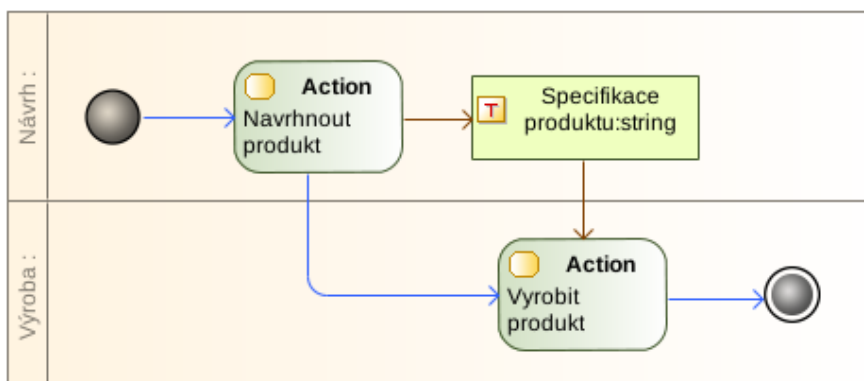 Návrh :
Action
Navrhnout
produkt
T
Specifikace
produktu:string
Výroba :
Action
Vyrobit
produkt